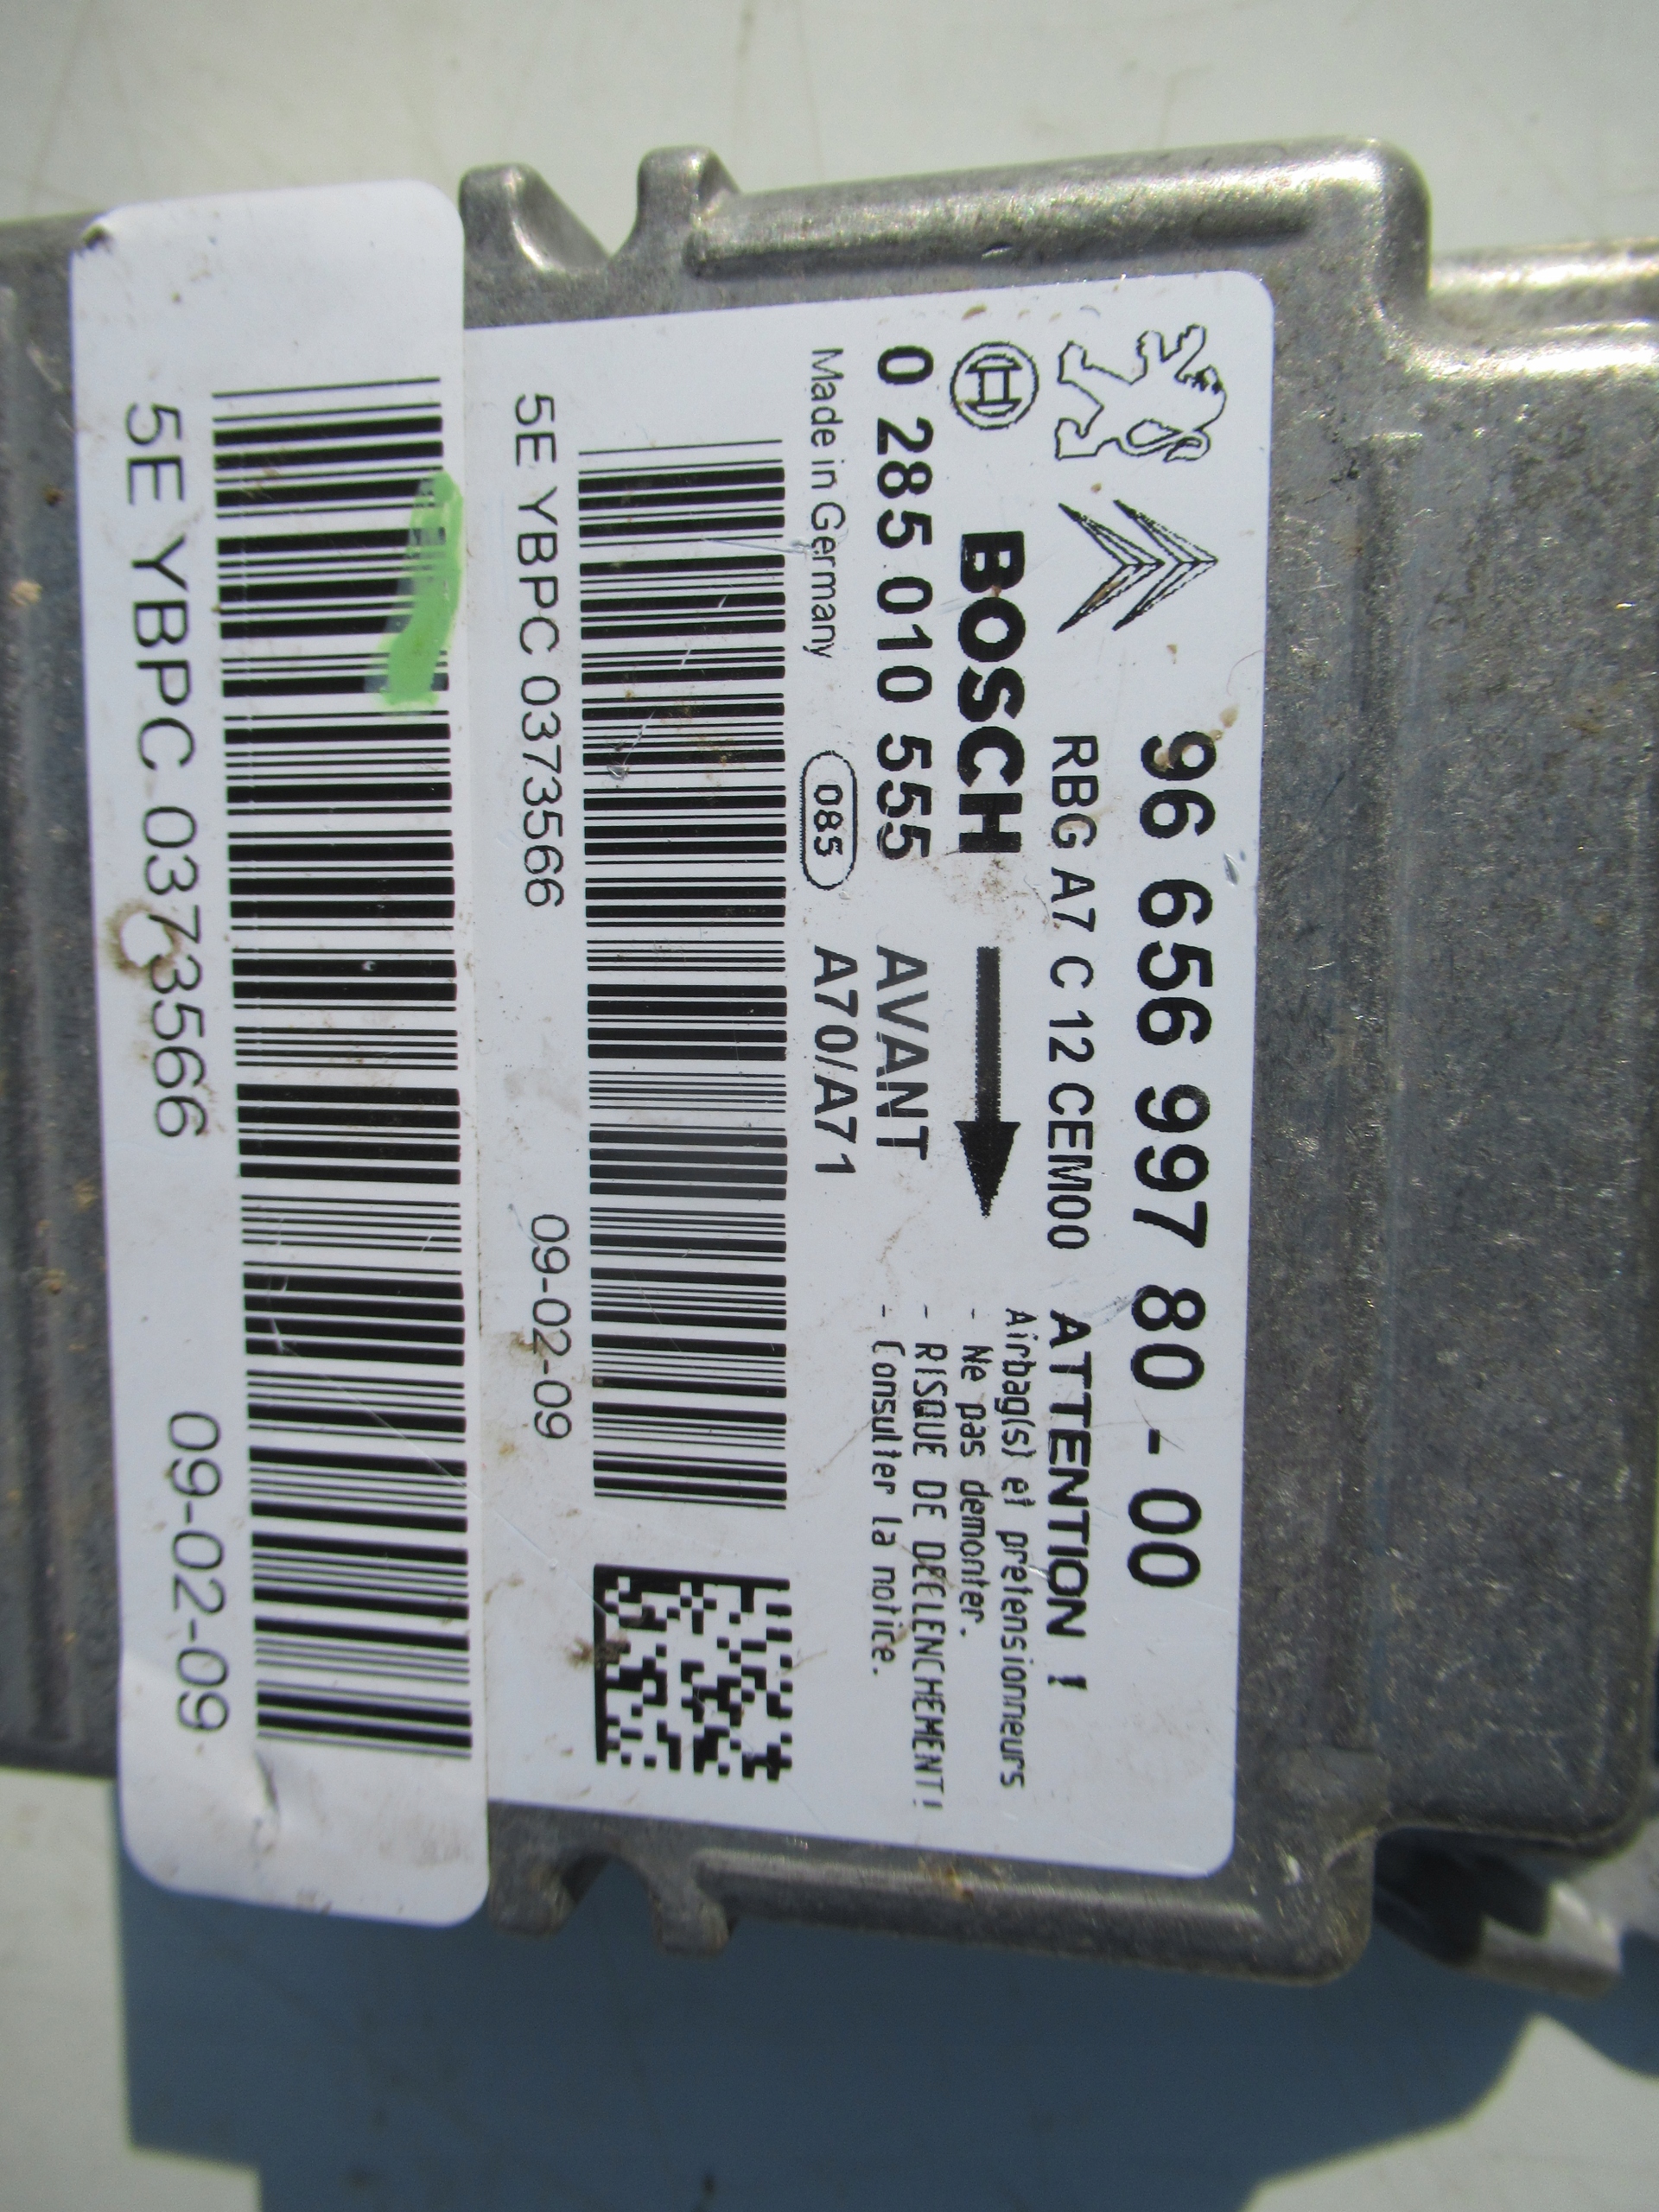 96 656 997 80 - 00
RBG A7 C 12 CEM00
BOSCH
0 285 010 555
AVANT
Made in Germany
085
A70/A71
ATTENTION !
Airbag(s) et pretensionneurs
- Ne pas demonter.
- RISQUE DE DECLENCHEMENT!
- Consulter la notice.
5E YBPC 0373566
09-02-09
5E YBPC 0373566
09-02-09